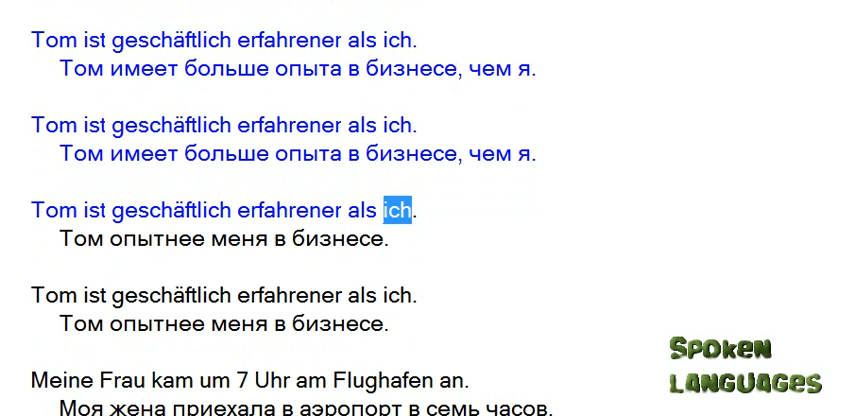 Tom ist geschäftlich erfahrener als ich.
Том имеет больше опыта в бизнесе, чем я.
Tom ist geschäftlich erfahrener als ich.
Том имеет больше опыта в бизнесе, чем я.
Tom ist geschäftlich erfahrener als ich.
Том опытнее меня в бизнесе.
Tom ist geschäftlich erfahrener als ich.
Том опытнее меня в бизнесе.
Meine Frau kam um 7 Uhr am Flughafen an.
Моя жена приехала в аэропорт в семь часов.
Spoken
Languages